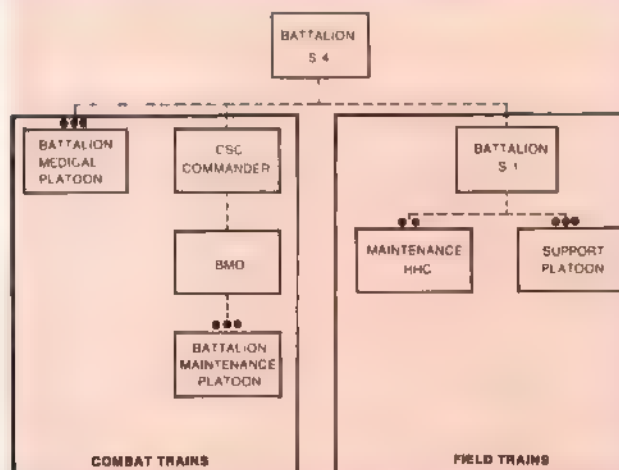 BATTALION
S 4
BATTALION
MEDICAL
PLATOON
CSC
COMMANDER
BMO
BATTALION
MAINTENANCE
PLATOON
COMBAT TRAINS
BATTALION
S 1
MAINTENANCE
HHC
SUPPORT
PLATOON
FIELD TRAINS